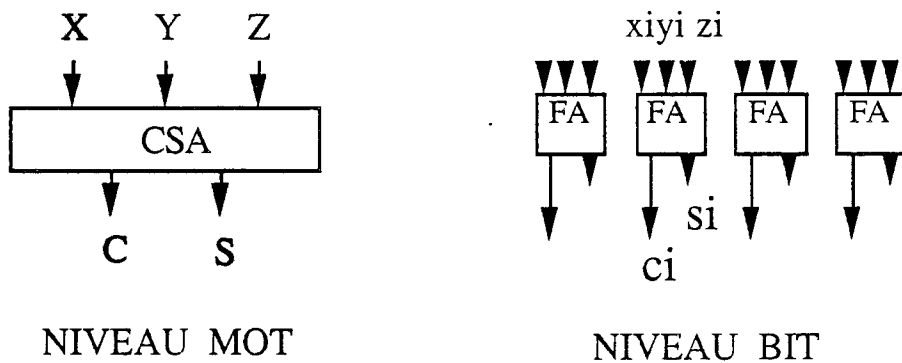 X Y Z
CSA
C S
NIVEAU MOT
xiyi zi
FA FA FA FA
si
ci
NIVEAU BIT